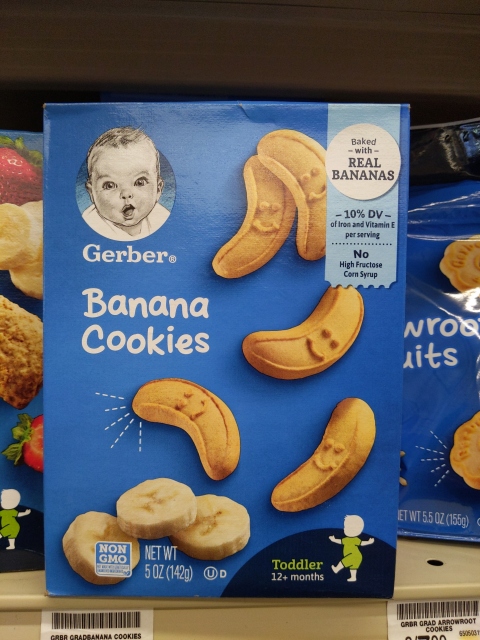 Gerber®
Banana
Cookies
Baked
– with –
REAL
BANANAS
– 10% DV –
of Iron and Vitamin E
per serving
No
High Fructose
Corn Syrup
NON
GMO
NET WT
5 OZ (142g)
U D
Toddler
12+ months
wroo
uits
ET WT 5.5 OZ (155g)
GRBR GRADBANANA COOKIES
GRBR GRAD ARROWROOT
COOKIES